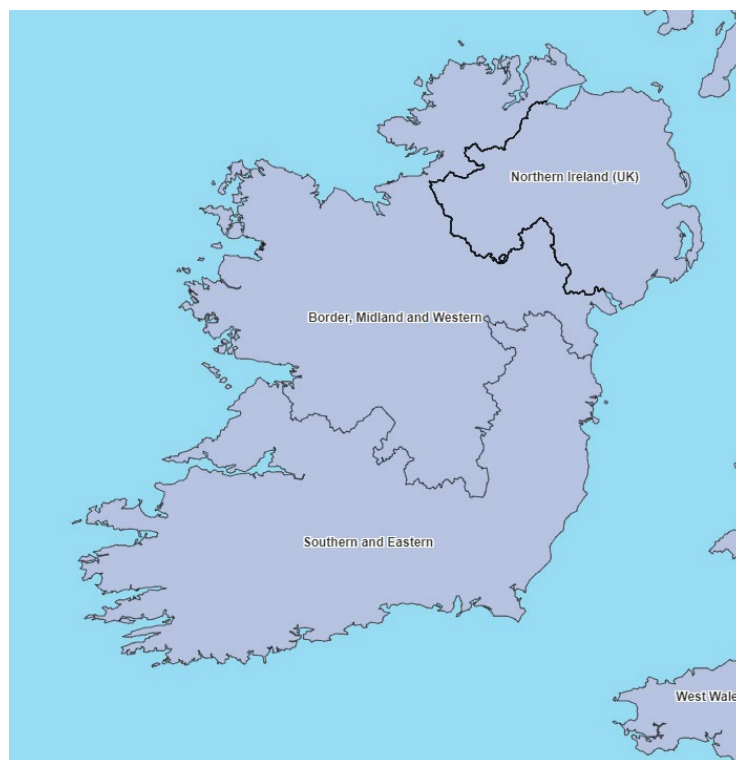 Northern Ireland (UK)
Border, Midland and Western
Southern and Eastern
West Wale